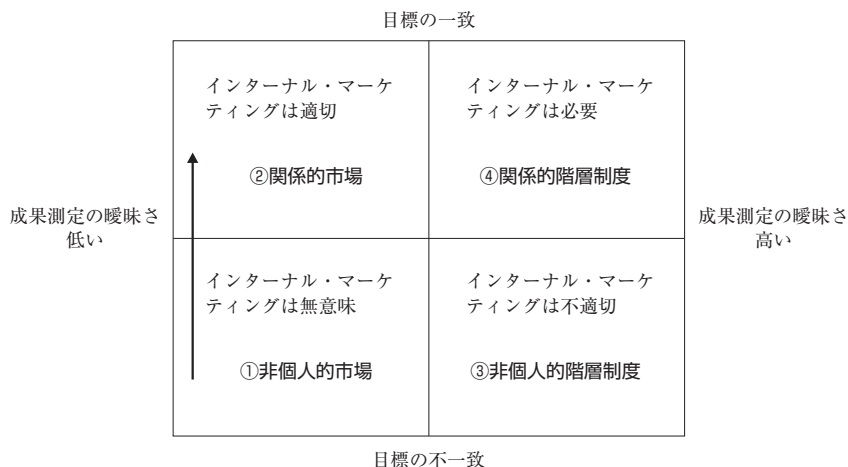 目標の一致
インターナル・マーケ
ティングは適切
②関係的市場
インターナル・マーケ
ティングは必要
④関係的階層制度
成果測定の曖昧さ
低い
成果測定の曖昧さ
高い
インターナル・マーケ
ティングは無意味
①非個人的市場
インターナル・マーケ
ティングは不適切
③非個人的階層制度
目標の不一致